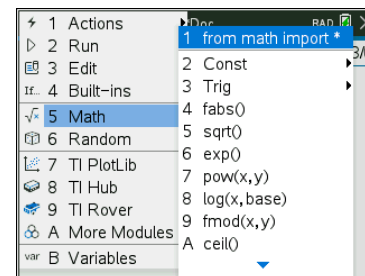 1 Actions
2 Run
3 Edit
If... 4 Built-ins
5 Math
6 Random
7 TI PlotLib
8 TI Hub
9 TI Rover
A More Modules
var B Variables
Doc RAD
1 from math import *
2 Const
3 Trig
4 fabs()
5 sqrt()
6 exp()
7 pow(x,y)
8 log(x,base)
9 fmod(x,y)
A ceil()